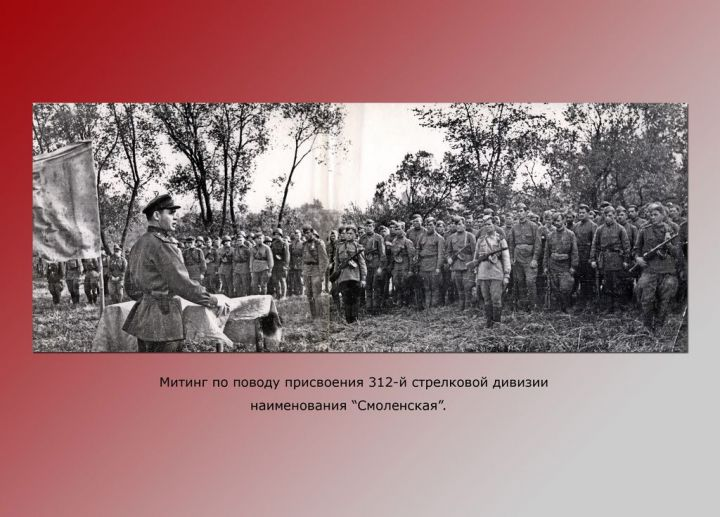 Митинг по поводу присвоения 312-й стрелковой дивизии
наименования “Смоленская”.